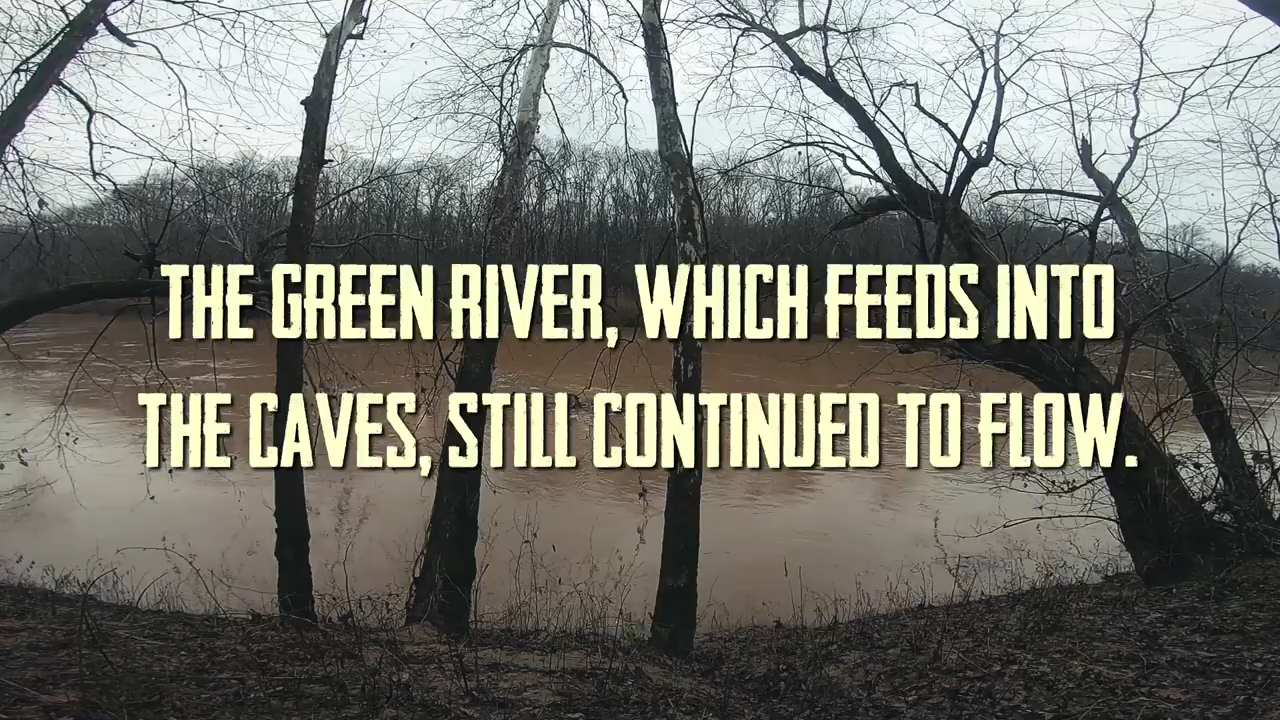 THE GREEN RIVER, WHICH FEEDS INTO
THE CAVES, STILL CONTINUED TO FLOW.